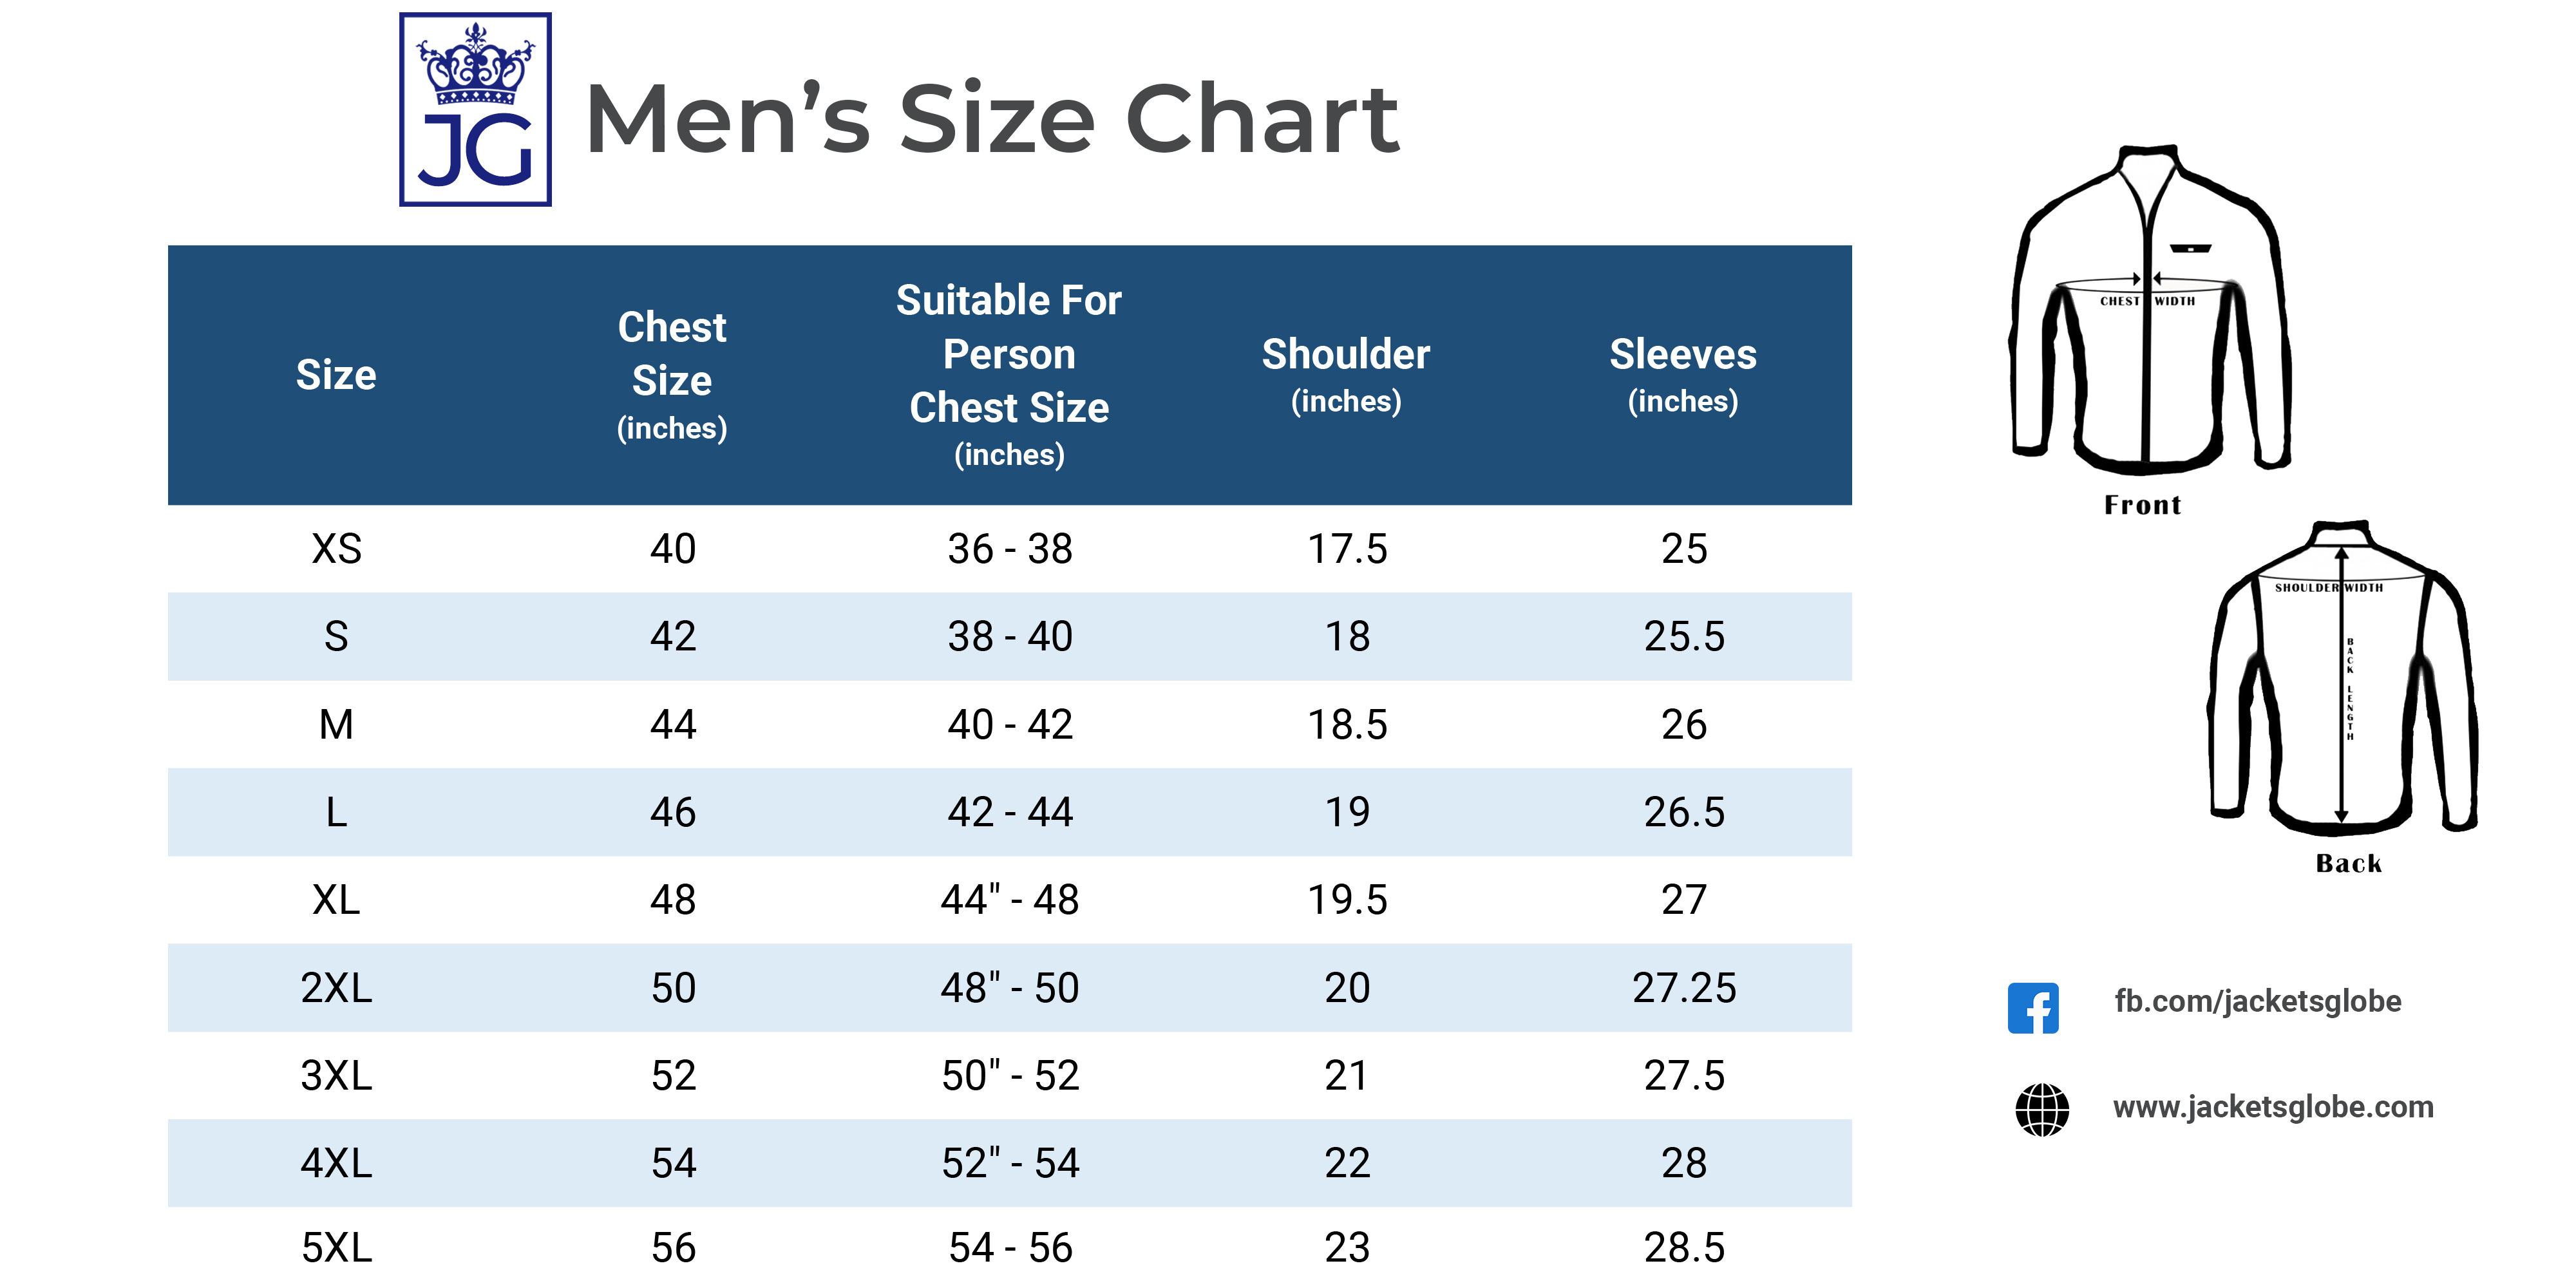 JG
Men's Size Chart
Size
Chest
Size
(inches)
Suitable For
Person
Chest Size
(inches)
Shoulder
(inches)
Sleeves
(inches)
XS 40 36 - 38 17.5 25
S 42 38 - 40 18 25.5
M 44 40 - 42 18.5 26
L 46 42 - 44 19 26.5
XL 48 44" - 48 19.5 27
2XL 50 48" - 50 20 27.25
3XL 52 50" - 52 21 27.5
4XL 54 52" - 54 22 28
5XL 56 54 - 56 23 28.5
CHEST WIDTH
Front
SHOULDER WIDTH
BACK LENGTH
Back
fb.com/jacketsglobe
www.jacketsglobe.com